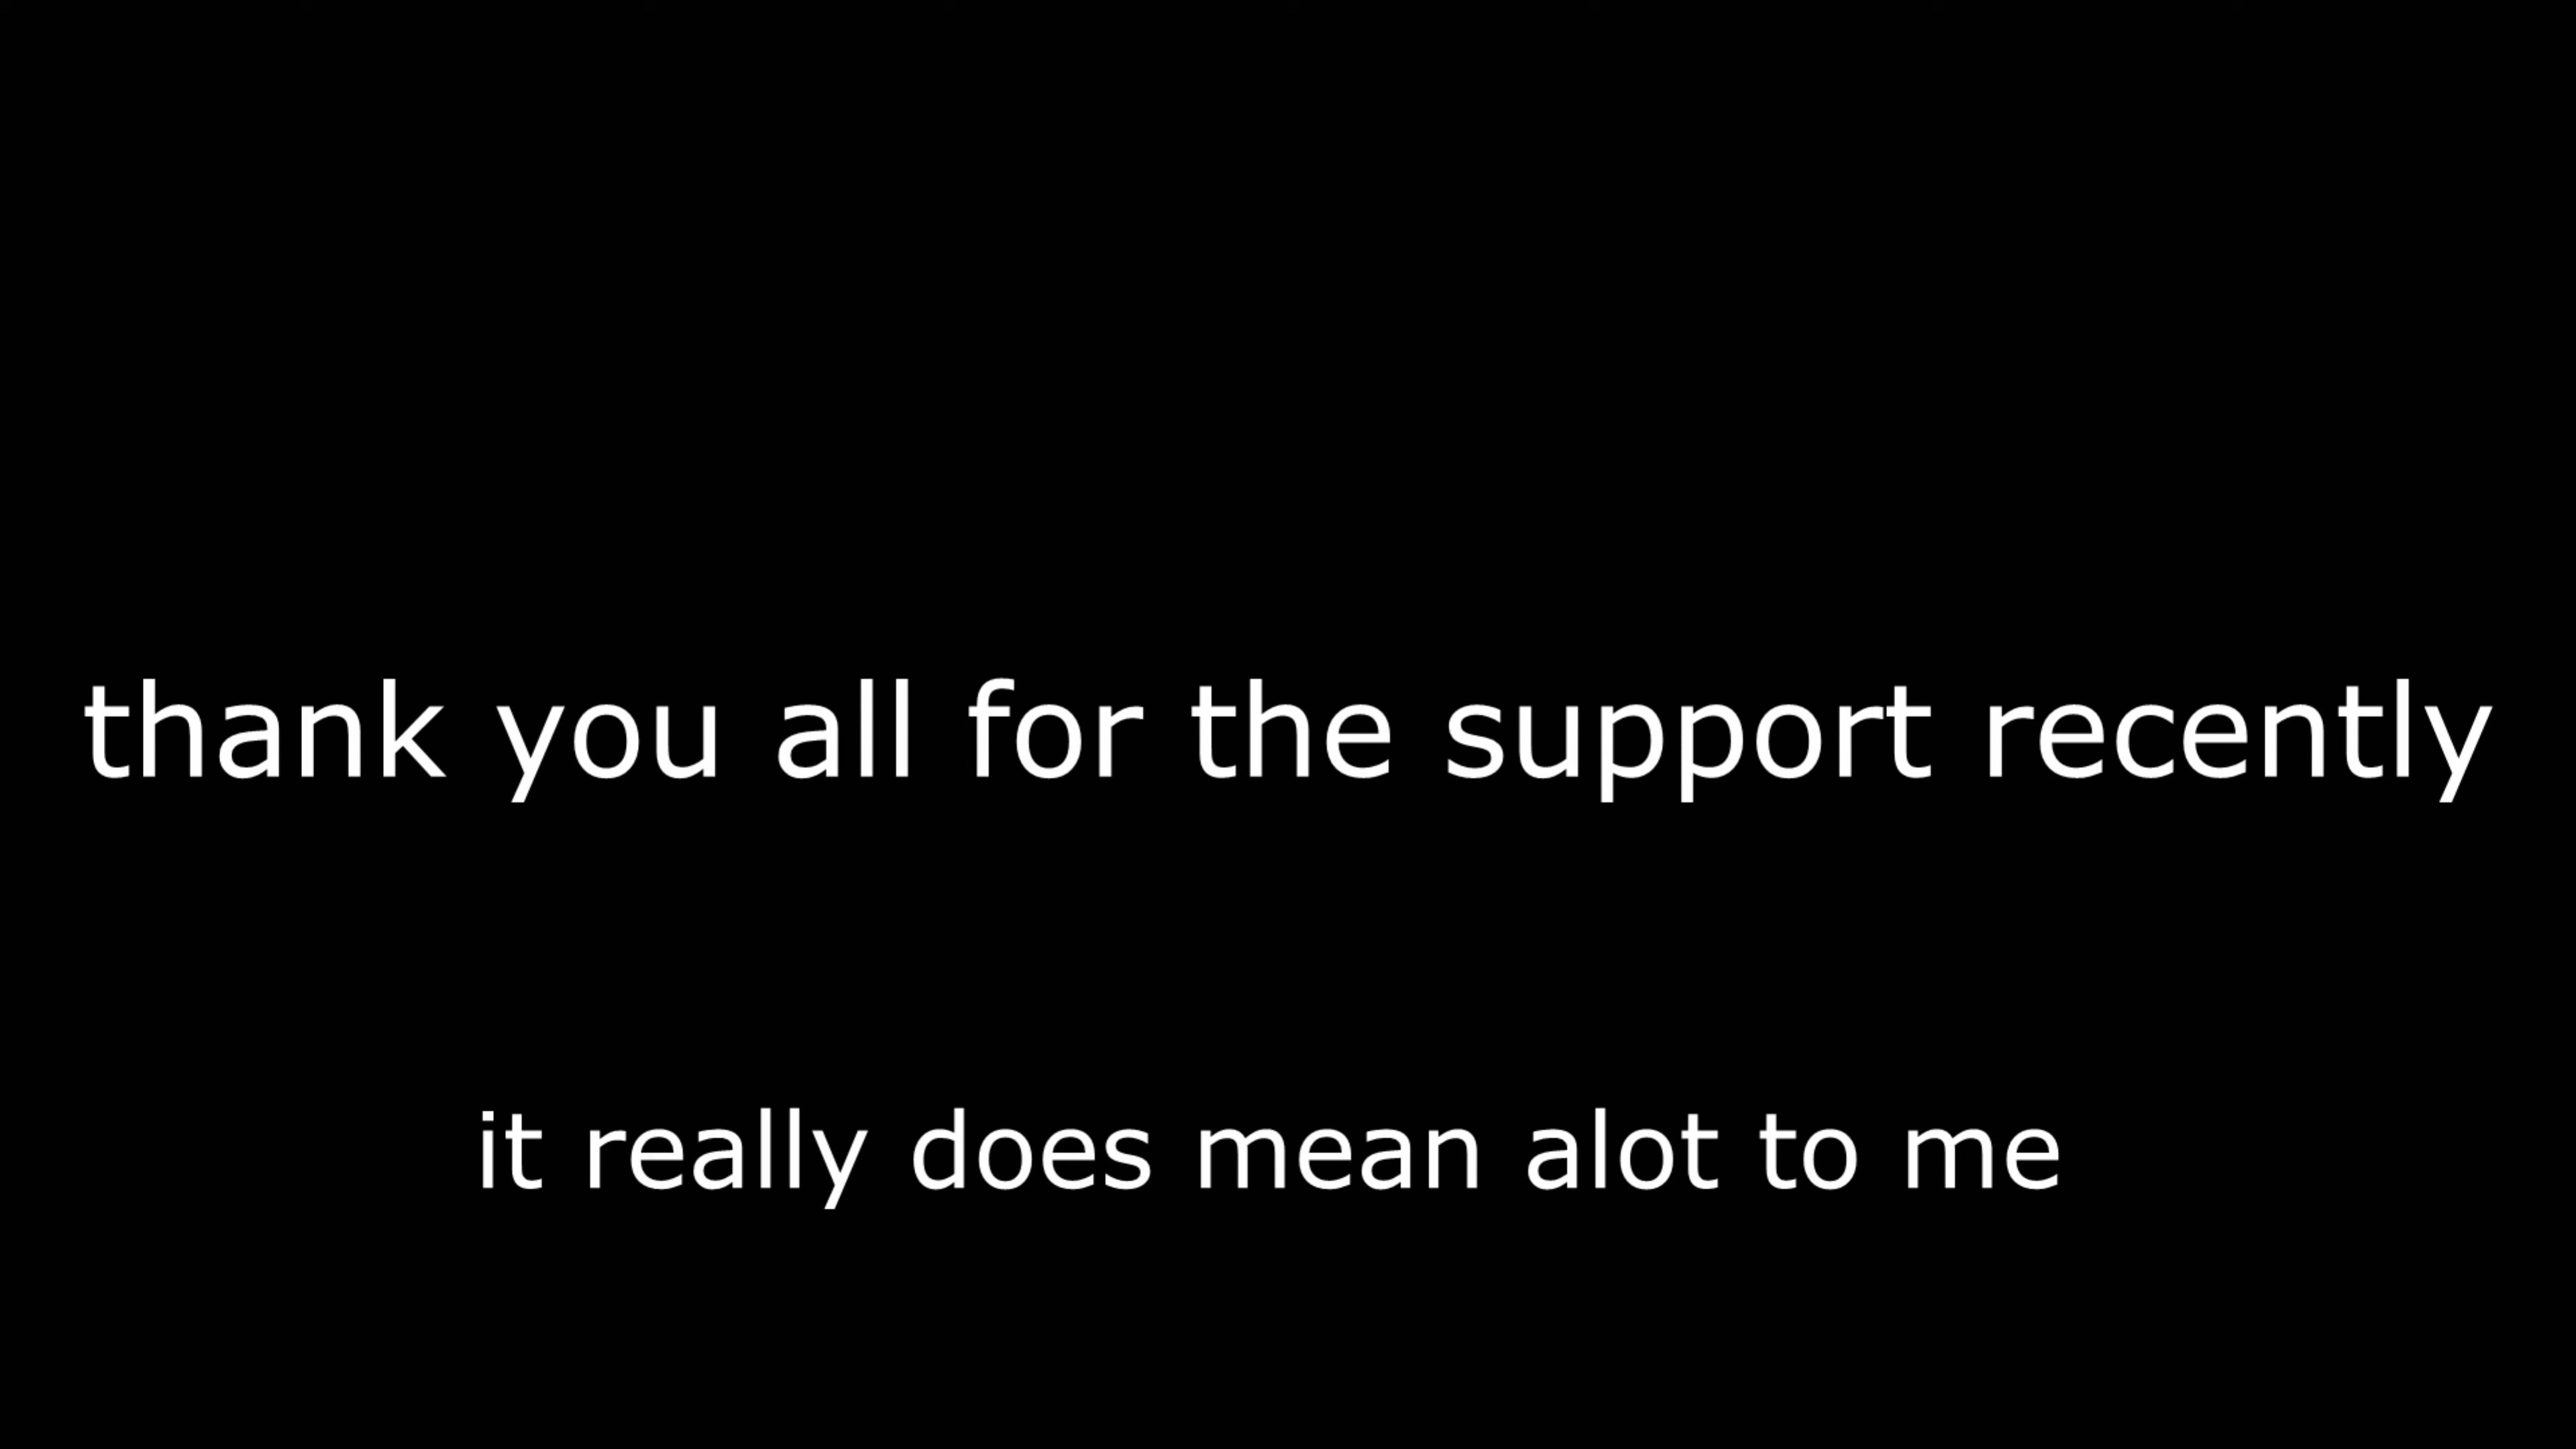 thank you all for the support recently
it really does mean alot to me